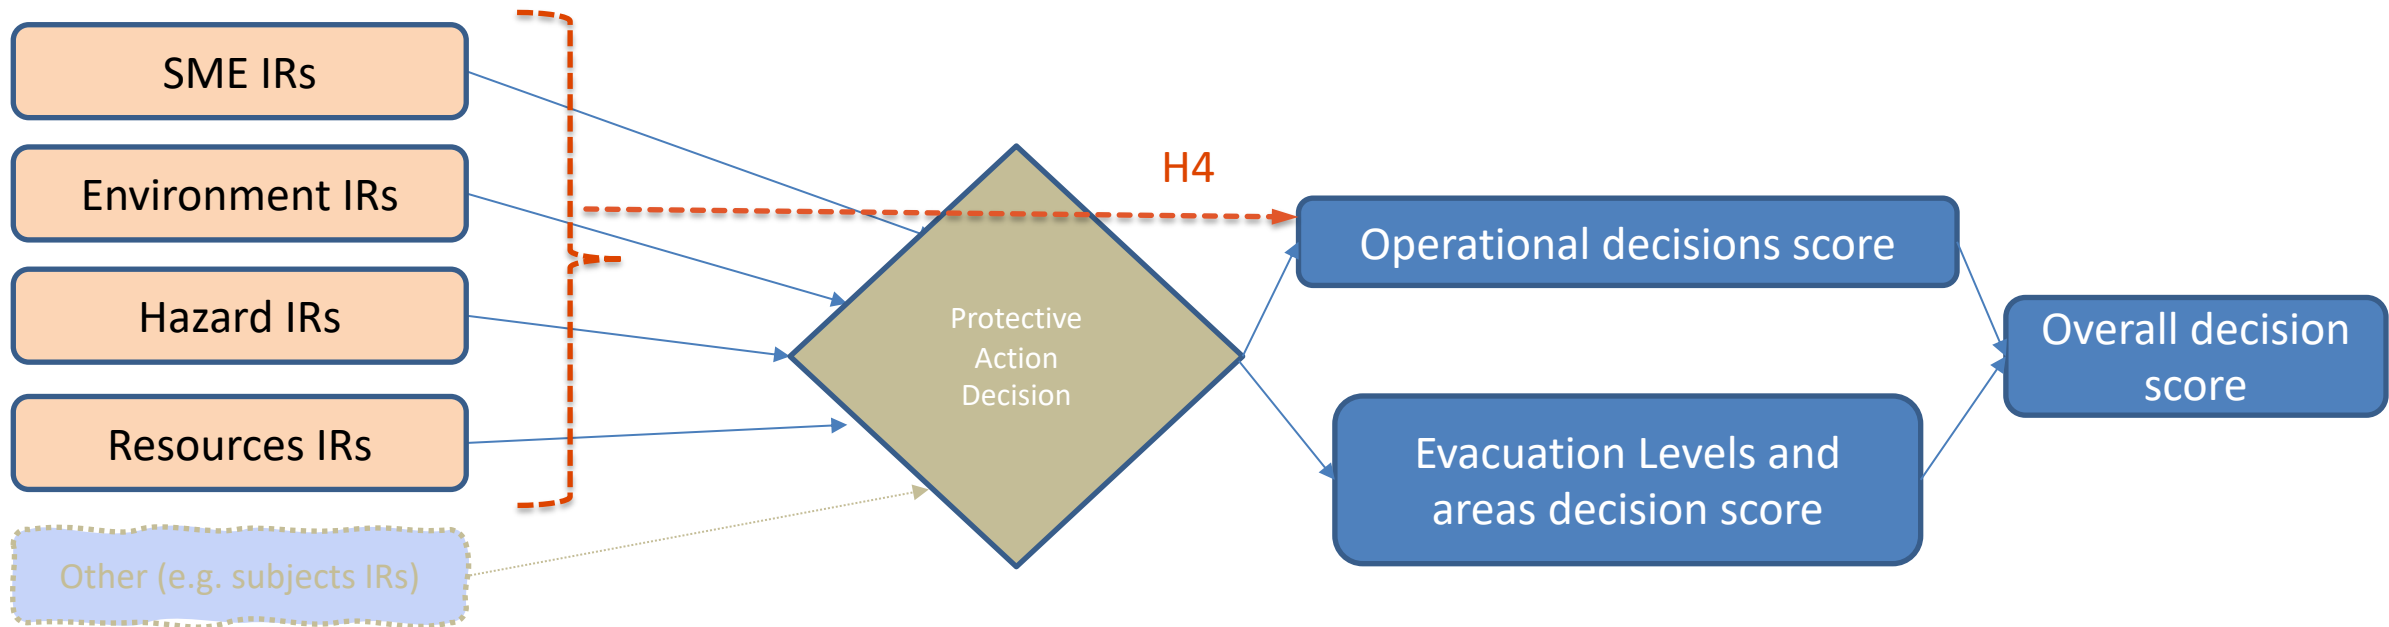 SME IRs
Environment IRs
Hazard IRs
Resources IRs
Other (e.g. subjects IRs)
Protective
Action
Decision
H4
Operational decisions score
Evacuation Levels and
areas decision score
Overall decision
score